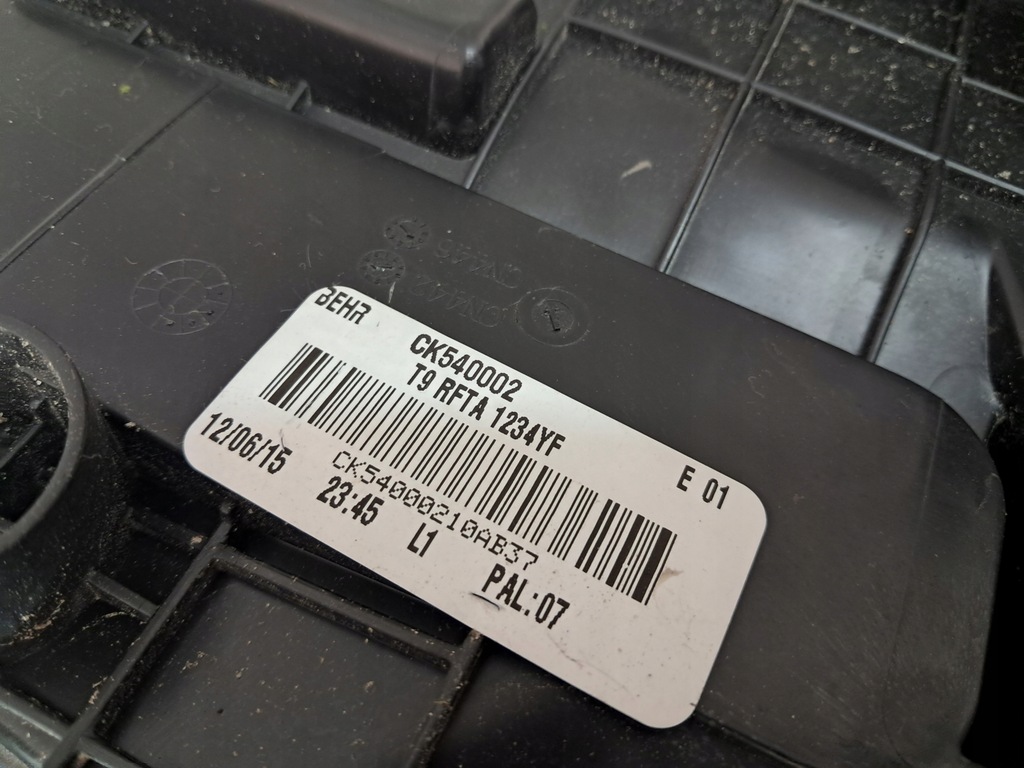 BEHR
CK540002
T9 RFTA 1234YF
E 01
CK54000210AB37
12/06/15
23:45
L1
PAL:07